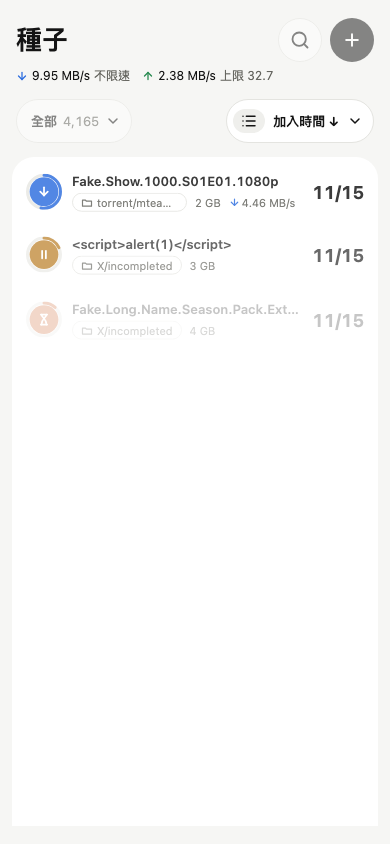 種子
9.95 MB/s 不限速 2.38 MB/s 上限 32.7
全部 4,165 加入時間
Fake.Show.1000.S01E01.1080p
torrent/mtea... 2 GB 4.46 MB/s
11/15
<script>alert(1)</script>
X/incompleted 3 GB
11/15
Fake.Long.Name.Season.Pack.Ext...
X/incompleted 4 GB
11/15